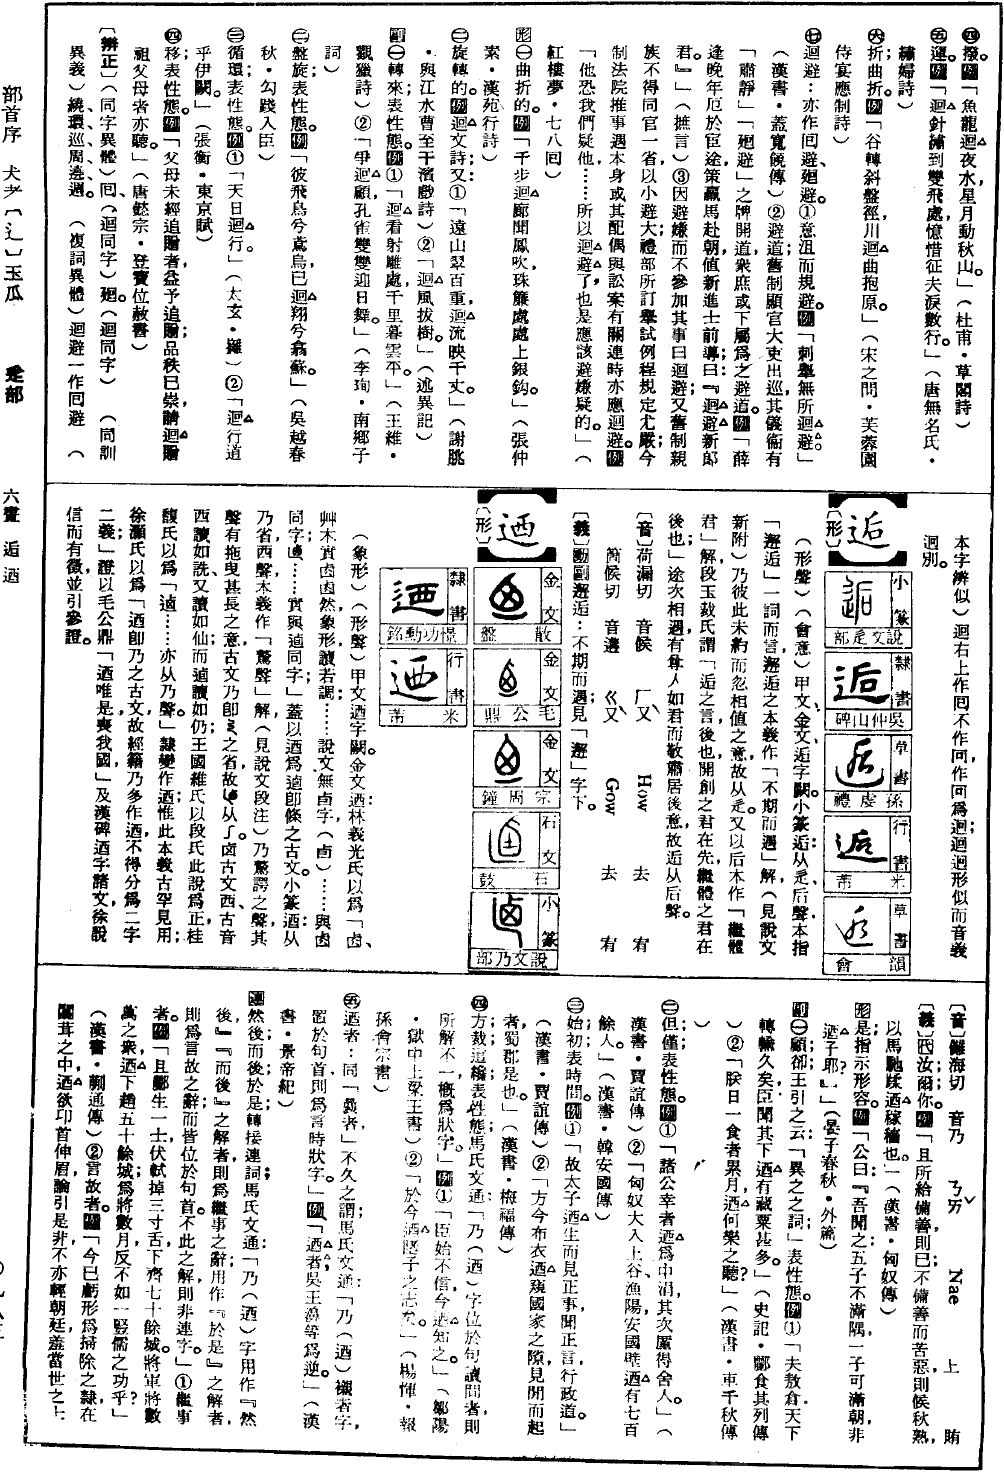 ㊃撥。例「魚龍迴夜水，星月動秋山。」（杜甫・草閣詩）
㊄運。例「迴針繡到雙飛處，憶惜征夫淚數行。」（唐無名氏・
繡婦詩）
㊅折曲折。例「谷轉斜盤徑，川迴曲抱原。」（宋之問・芙蓉園
侍宴應制詩）
㊆迴避：亦作回避、廻避。①意沮而規避。例「刺舉無所迴避。」
（漢書・蓋寬饒傳）②避道；舊制顯官大吏出巡，其儀衞有
「肅靜」、「廻避」之牌開道，衆庶或下屬爲之避道。例「薛
逢晚年厄於宦途，策羸馬赴朝，値新進士前導；曰『迴避新郎
君。』」（摭言）③因避嫌而不參加其事曰迴避；又舊制親
族不得同官一省以小避大；禮部所訂舉試例程規定尤嚴；今
制法院推事遇本身或其配偶與訟案有關連時亦應迴避。例
「他恐我們疑他……所以迴避了，也是應該避嫌疑的。」（
紅樓夢・七八回）
形㊀曲折的。例「千步迴廊聞鳳吹，珠簾處處上銀鈎。」（張仲
素・漢苑行詩）
㊁旋轉的。例迴文詩；又①「遠山翠百重，迴流映千丈。」（謝朓
・與江水曹至干濱戲詩）②「迴風拔樹。」（述異記）
副㊀轉來，表性態。例①「迴看射雕處，千里暮雲平。」（王維・
觀獵詩）②「爭迴顧，孔雀雙雙迎日舞。」（李珣・南鄉子
詞）
㊁盤旋，表性態。例「彼飛鳥兮鳶烏，已迴翔兮翕蘇。」（吳越春
秋・勾踐入臣）
㊂循環，表性態。例①「天日迴行。」（太玄・攡）②「迴行道
乎伊闕。」（張衡・東京賦）
㊃移，表性態。例「父母未經追贈者，益予追贈；品秩已崇，請迴贈
祖父母者亦聽。」（唐懿宗・登寶位赦書）
〔辯正〕（同字異體）囘（迴同字）、廻。（迴同字）（同訓
異義）繞、環、巡、周、遶、週。（複詞異體）迴避一作囘避（
本字辨似）迴右上作囘不作冋；作冋爲逈；迴、逈形似而音義
迥別。
逅
〔形〕
小篆 說文辵部
隸書 吳仲山碑
草書 孫虔禮
行書 米芾
草書 韻會
（形聲）（會意）甲文、金文逅字闕。小篆逅：从辵，后聲；本指
「邂逅」一詞而言，邂逅之本義作「不期而遇」解（見說文
新附）乃彼此未約而忽相値之意，故从辵。又以后本作「繼體
君」解，段玉裁氏謂「后之言後也，開創之君在先，繼體之君在
後也」途次相遇有尊人如君而敬肅居後意，故逅从后聲。
〔音〕荷漏切 音候 ㄏㄡˋ How 去 宥
苟候切 音遘 ㄍㄡˋ Gow 去 宥
〔義〕動副邂逅：不期而遇；見「邂」字下。
迺
〔形〕
金文 散盤
金文 毛公鼎
金文 宗周鐘
石文 石鼓
小篆 說文乃部
隸書 憬功動銘
行書 米芾
（象形）（形聲）甲文迺字闕。金文迺：林義光氏以爲「卣、
艸木實卣卣然，象形，讀若調；……說文無卣字（卣）……與卣
同字；……實與逌同字」蓋以迺爲逌卽條之古文。小篆迺：从
乃省，西聲；本義作「驚聲」解（見說文段注）乃驚訝之聲，其
聲有拖曳甚長之意，古文乃卽之省，故从。卤，古文西，古音
西讀如洗，又讀如仙；而逌讀如仍；王國維氏以段氏此說爲正；桂
馥氏以爲「逌……亦从乃聲。」隸變作迺；惟此本義古罕見用；
徐灝氏以爲「迺卽乃之古文，故經籍乃多作迺，不得分爲二字
二義」證以毛公鼎「迺唯是喪我國」及漢碑迺字諸文，徐說
信而有徵，並引參證。
〔音〕儺海切 音乃 ㄋㄞˇ Nae 上 賄
〔義〕代汝；爾；你。例「且所給備善則已；不備善而苦惡，則候秋熟，
以馬馳蹂迺稼穡也。」（漢書・匈奴傳）
形是，指示形容。例「公曰：『吾聞之，五子不滿隅，一子可滿朝，非
迺子耶？』」（晏子春秋・外篇）
副㊀顧；卻；王引之云：「異之之詞」表性態。例①「夫敖倉，天下
轉輸久矣，臣聞其下迺有藏粟甚多。」（史記・酈食其列傳
）②「朕日一食者累月，迺何樂之聽？」（漢書・車千秋傳
）
㊁但；僅，表性態。例①「諸公幸者迺爲中涓，其次厪得舍人。」（
漢書・賈誼傳）②「匈奴大入上谷、漁陽，安國壁迺有七百
餘人。」（漢書・韓安國傳）
㊂始；初，表時間。例①「故太子迺生而見正事，聞正言，行政道。」
（漢書・賈誼傳）②「方今布衣迺窺國家之隙，見閒而起
者，蜀郡是也。」（漢書・梅福傳）
㊃方裁；這纔，表性態。馬氏文通：「乃（迺）字位於句讀間者，則
所解不一，概爲狀字。」例①「臣始不信，今迺知之。」（鄒陽
・獄中上梁王書）②「於今迺睹子之志矣。」（楊惲・報
孫會宗書）
㊄迺者：同「曩者」，不久之謂。馬氏文通：「乃（迺）襯者字，
置於句首，則爲言時狀字。」例「迺者吳王濞等爲逆。」（漢
書・景帝紀）
連然後；而後；於是，轉接連詞。馬氏文通：「乃（迺）字用作『然
後』『而後』之解者，則爲繼事之辭；用作『於是』之解者，
則爲言故之辭；而皆位於句首。不此之解，則非連字。」①繼事
者。例「且酈生一士，伏軾掉三寸舌，下齊七十餘城；將軍將數
萬之衆，迺下趙五十餘城，爲將數月，反不如一豎儒之功乎？」
（漢書・蒯通傳）②言故者。例「今已虧形爲掃除之隸，在
闒茸之中，迺欲卬首伸眉，論引是非，不亦輕朝廷羞當世之士
部首序 犬 玉 瓜 辵部 六畫 逅 迺